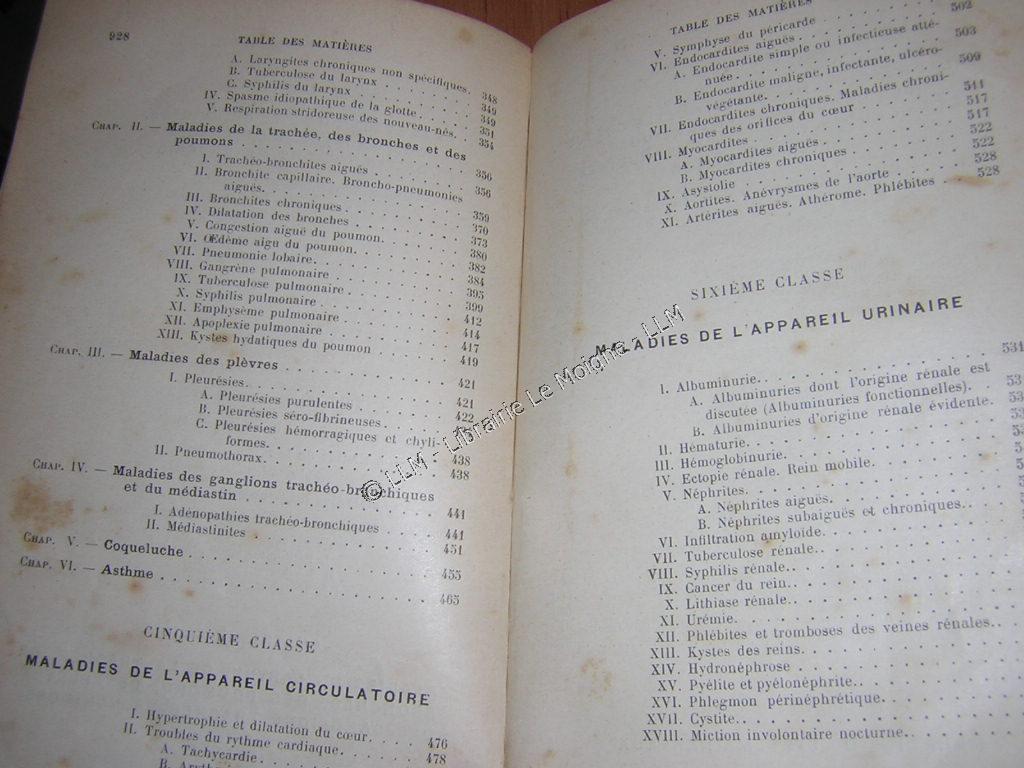 928
TABLE DES MATIÈRES
A. Laryngites chroniques non spécifiques. 348
B. Tuberculose du larynx . . . . . . 349
C. Syphilis du larynx . . . . . . 349
IV. Spasme idiopathique de la glotte. . . . 351
V. Respiration stridoreuse des nouveau-nés. . 354
CHAP. II. — Maladies de la trachée, des bronches et des
poumons . . . . . . . . . . 356
I. Trachéo-bronchites aiguës . . . . . 356
II. Bronchite capillaire. Broncho-pneumonies
aiguës. . . . . . . . . 359
III. Bronchites chroniques . . . . . . 370
IV. Dilatation des bronches . . . . . 373
V. Congestion aiguë du poumon. . . . . 380
VI. Œdème aigu du poumon. . . . . . 382
VII. Pneumonie lobaire. . . . . . . 384
VIII. Gangrène pulmonaire . . . . . . 395
IX. Tuberculose pulmonaire . . . . . 399
X. Syphilis pulmonaire . . . . . . 412
XI. Emphysème pulmonaire . . . . . . 414
XII. Apoplexie pulmonaire . . . . . . 417
XIII. Kystes hydatiques du poumon . . . . 419
CHAP. III. — Maladies des plèvres . . . . . . 421
I. Pleurésies. . . . . . . . . 421
A. Pleurésies purulentes . . . . . 422
B. Pleurésies séro-fibrineuses. . . .
C. Pleurésies hémorragiques et chyli-
formes. . . . . . . . . 438
II. Pneumothorax. . . . . . . . 438
CHAP. IV. — Maladies des ganglions trachéo-bronchiques
et du médiastin . . . . . . . 441
I. Adénopathies trachéo-bronchiques . . . 441
II. Médiastinites . . . . . . . 451
CHAP. V. — Coqueluche . . . . . . . . 455
CHAP. VI. — Asthme . . . . . . . . . 465
CINQUIÈME CLASSE
MALADIES DE L'APPAREIL CIRCULATOIRE
I. Hypertrophie et dilatation du cœur. . . . 476
II. Troubles du rythme cardiaque. . . . . 478
A. Tachycardie. . . . . . . .
TABLE DES MATIÈRES
V. Symphyse du péricarde . . . . . . 502
VI. Endocardites aiguës . . . . . .
A. Endocardite simple ou infectieuse atté-
nuée . . . . . . . . . 503
B. Endocardite maligne, infectante, ulcéro-
végétante. . . . . . . . 509
VII. Endocardites chroniques. Maladies chroni-
ques des orifices du cœur . . . . . 511
VIII. Myocardites . . . . . . . . 517
A. Myocardites aiguës . . . . . . 517
B. Myocardites chroniques . . . . . 522
IX. Asystolie . . . . . . . . . 522
X. Aortites. Anévrysmes de l'aorte . . . . 528
XI. Artérites aiguës. Athérome. Phlébites . . 528
SIXIÈME CLASSE
MALADIES DE L'APPAREIL URINAIRE
I. Albuminurie. . . . . . . . . 531
A. Albuminuries dont l'origine rénale est
discutée (Albuminuries fonctionnelles).
B. Albuminuries d'origine rénale évidente.
II. Hématurie. . . . . . . . .
III. Hémoglobinurie. . . . . . . .
IV. Ectopie rénale. Rein mobile. . . . .
V. Néphrites. . . . . . . . .
A. Néphrites aiguës. . . . . . .
B. Néphrites subaiguës et chroniques. .
VI. Infiltration amyloïde. . . . . . .
VII. Tuberculose rénale. . . . . . .
VIII. Syphilis rénale. . . . . . . .
IX. Cancer du rein. . . . . . . .
X. Lithiase rénale. . . . . . . .
XI. Urémie. . . . . . . . . .
XII. Phlébites et tromboses des veines rénales. .
XIII. Kystes des reins. . . . . . . .
XIV. Hydronéphrose . . . . . . . .
XV. Pyélite et pyélonéphrite. . . . . .
XVI. Phlegmon périnéphrétique. . . . . .
XVII. Cystite. . . . . . . . . .
XVIII. Miction involontaire nocturne. . . . .
© LLM - Librairie Le Moigne - LLM